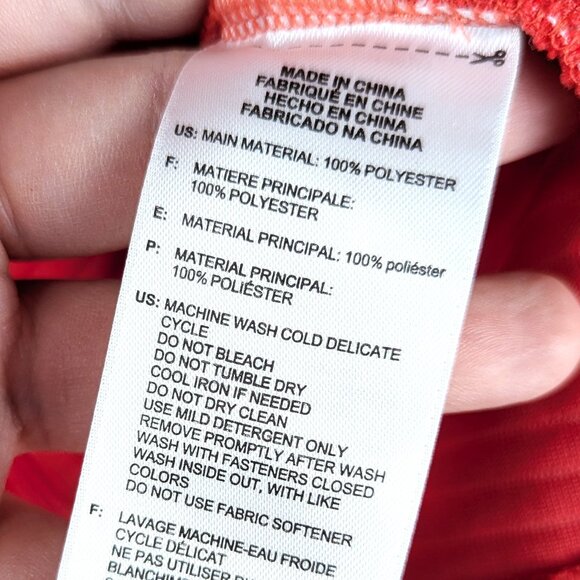 MADE IN CHINA
FABRIQUÉ EN CHINE
HECHO EN CHINA
FABRICADO NA CHINA
US: MAIN MATERIAL: 100% POLYESTER
F: MATIERE PRINCIPALE:
100% POLYESTER
E: MATERIAL PRINCIPAL: 100% poliéster
P: MATERIAL PRINCIPAL:
100% POLIÉSTER
US: MACHINE WASH COLD DELICATE
CYCLE
DO NOT BLEACH
DO NOT TUMBLE DRY
COOL IRON IF NEEDED
DO NOT DRY CLEAN
USE MILD DETERGENT ONLY
REMOVE PROMPTLY AFTER WASH
WASH WITH FASTENERS CLOSED
WASH INSIDE OUT, WITH LIKE
COLORS
DO NOT USE FABRIC SOFTENER
F: LAVAGE MACHINE-EAU FROIDE
CYCLE DÉLICAT
NE PAS UTILISER